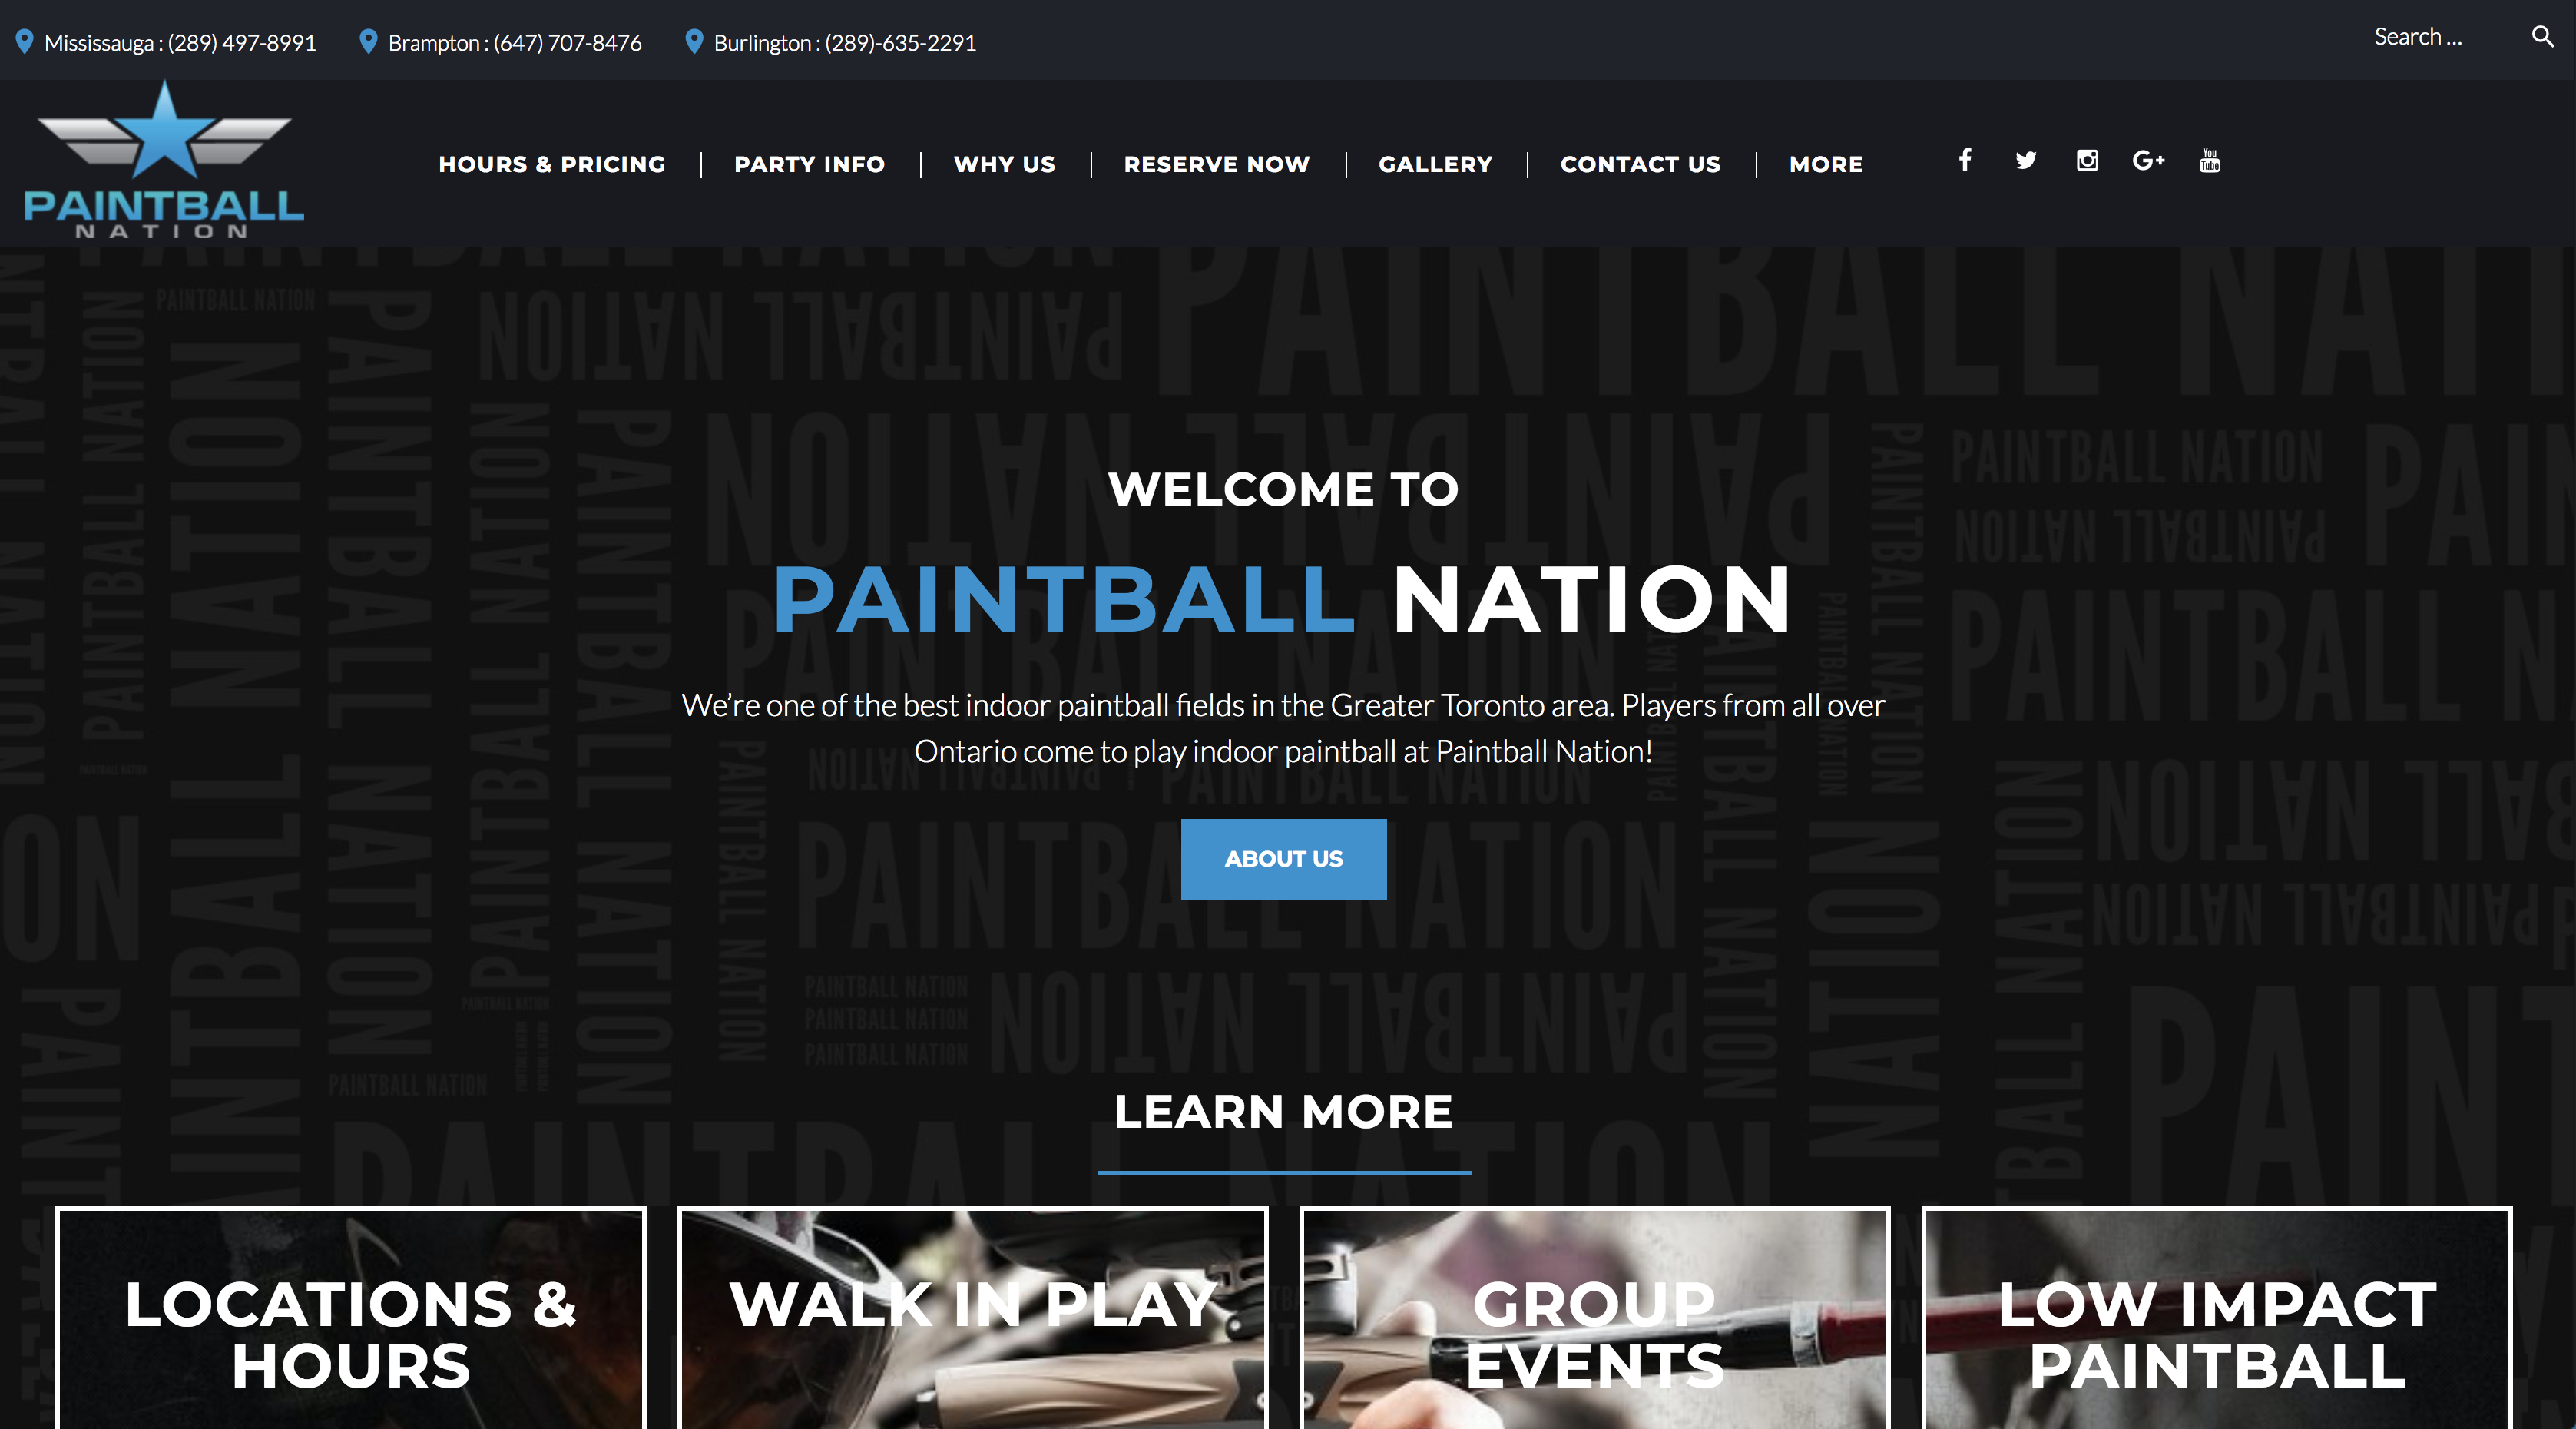 Mississauga : (289) 497-8991
Brampton : (647) 707-8476
Burlington : (289)-635-2291
Search ...
PAINTBALL
NATION
HOURS & PRICING
PARTY INFO
WHY US
RESERVE NOW
GALLERY
CONTACT US
MORE
You
Tube
WELCOME TO
PAINTBALL NATION
We’re one of the best indoor paintball fields in the Greater Toronto area. Players from all over
Ontario come to play indoor paintball at Paintball Nation!
ABOUT US
LEARN MORE
LOCATIONS &
HOURS
WALK IN PLAY
GROUP
EVENTS
LOW IMPACT
PAINTBALL